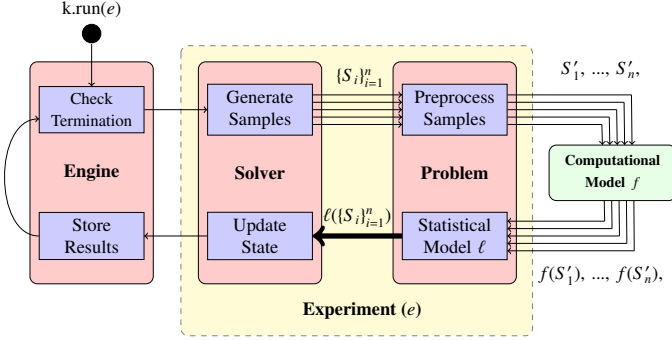 k.run(e)
{S_i}_{i=1}^n
S'_1, ..., S'_n,
Check
Termination
Generate
Samples
Preprocess
Samples
Engine
Solver
Problem
Computational
Model f
Store
Results
Update
State
ℓ({S_i}_{i=1}^n)
Statistical
Model ℓ
f(S'_1), ..., f(S'_n),
Experiment (e)